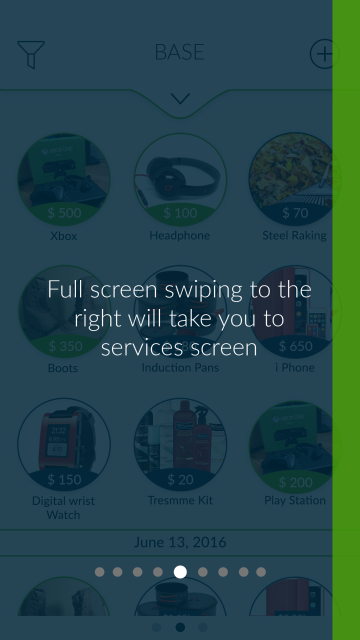 BASE
$ 500
$ 100
$ 70
Xbox
Headphone
Steel Raking
Full screen swiping to the
right will take you to
services screen
$ 350
$ 650
Boots
Induction Pans
i Phone
$ 150
$ 20
$ 200
Digital wrist
Watch
Tresmme Kit
Play Station
June 13, 2016